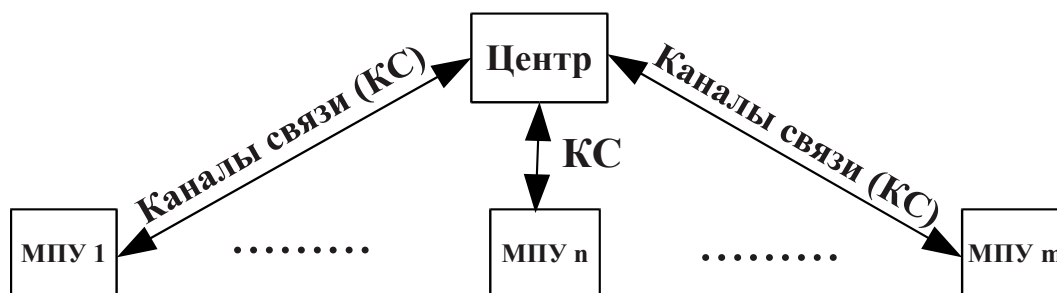 Центр
Каналы связи (КС)
Каналы связи (КС)
КС
МПУ 1
.........
МПУ n
.........
МПУ m